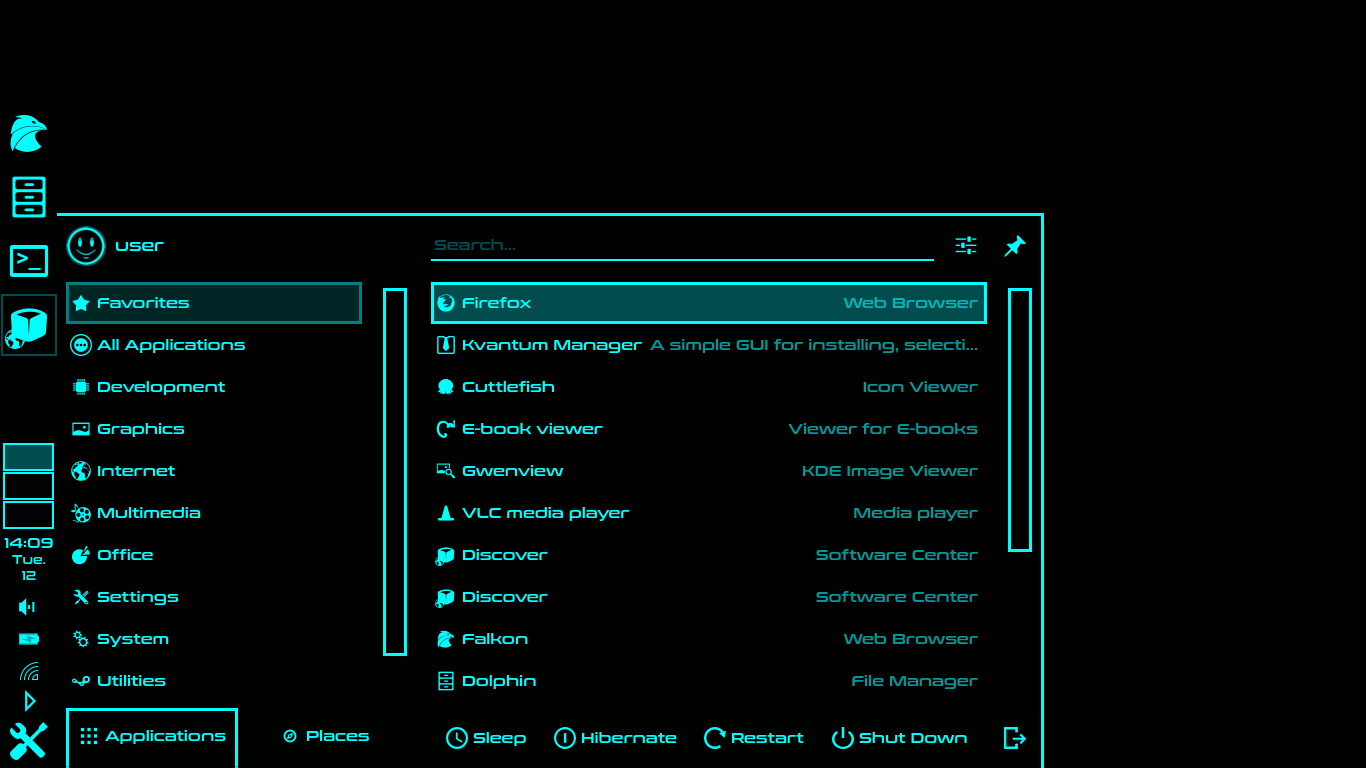 user
Search...
Favorites
All Applications
Development
Graphics
Internet
Multimedia
Office
Settings
System
Utilities
Firefox Web Browser
Kvantum Manager A simple GUI for installing, selecti...
Cuttlefish Icon Viewer
E-book viewer Viewer for E-books
Gwenview KDE Image Viewer
VLC media player Media player
Discover Software Center
Discover Software Center
Falkon Web Browser
Dolphin File Manager
14:09
Tue.
12
Applications Places Sleep Hibernate Restart Shut Down